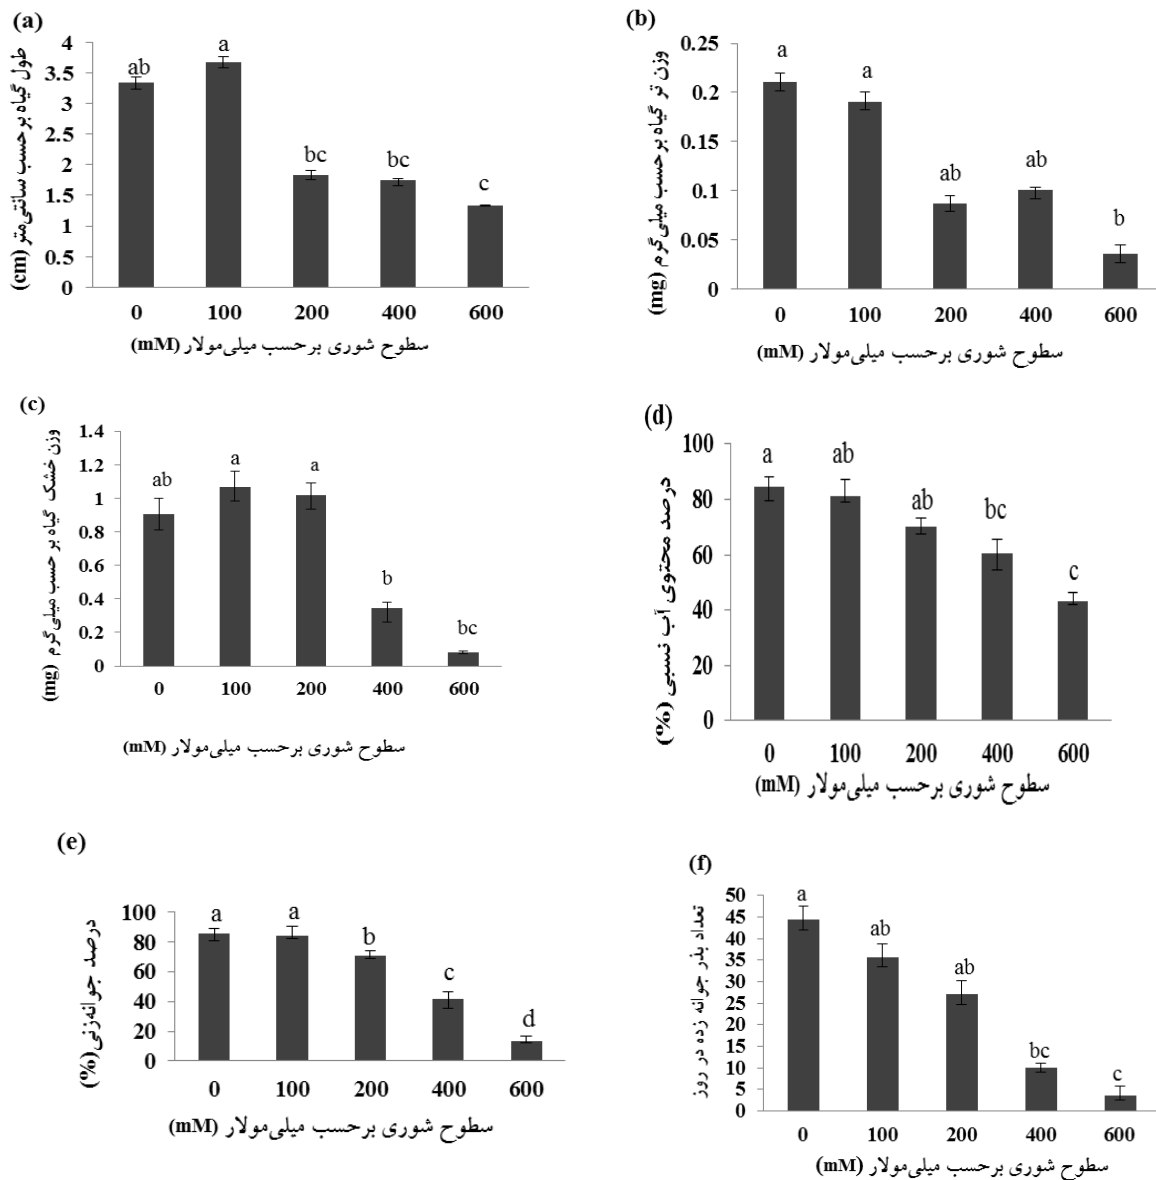 (a)
طول گیاه برحسب سانتی‌متر (cm)
4
3.5
3
2.5
2
1.5
1
0.5
0
ab
a
bc
bc
c
0 100 200 400 600
سطوح شوری برحسب میلی‌مولار (mM)
(b)
وزن تر گیاه برحسب میلی‌گرم (mg)
0.25
0.2
0.15
0.1
0.05
0
a
a
ab
ab
b
0 100 200 400 600
سطوح شوری برحسب میلی‌مولار (mM)
(c)
وزن خشک گیاه برحسب میلی‌گرم (mg)
1.4
1.2
1
0.8
0.6
0.4
0.2
0
ab
a
a
b
bc
0 100 200 400 600
سطوح شوری برحسب میلی‌مولار (mM)
(d)
درصد محتوی آب نسبی (%)
100
80
60
40
20
0
a
ab
ab
bc
c
0 100 200 400 600
سطوح شوری برحسب میلی‌مولار (mM)
(e)
درصد جوانه‌زنی(%)
100
80
60
40
20
0
a
a
b
c
d
0 100 200 400 600
سطوح شوری برحسب میلی‌مولار (mM)
(f)
تعداد بذر جوانه زده در روز
50
45
40
35
30
25
20
15
10
5
0
a
ab
ab
bc
c
0 100 200 400 600
سطوح شوری برحسب میلی‌مولار (mM)